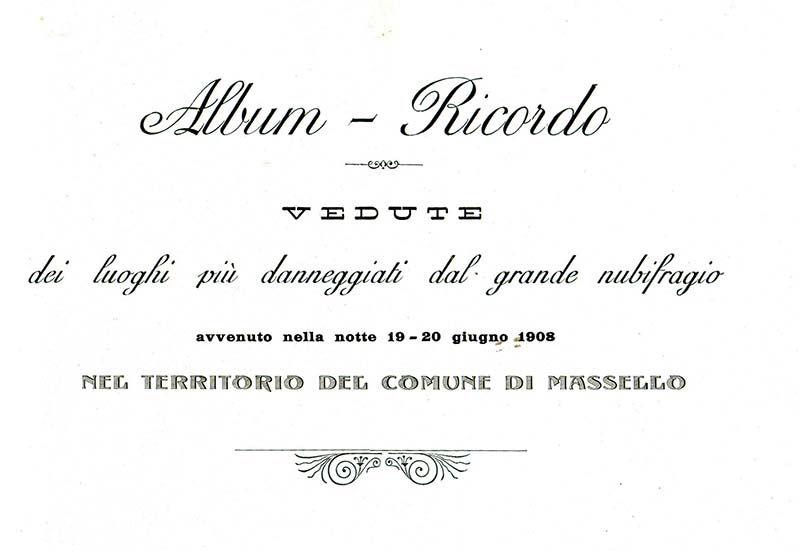 Album - Ricordo
VEDUTE
dei luoghi più danneggiati dal grande nubifragio
avvenuto nella notte 19-20 giugno 1908
NEL TERRITORIO DEL COMUNE DI MASSELLO